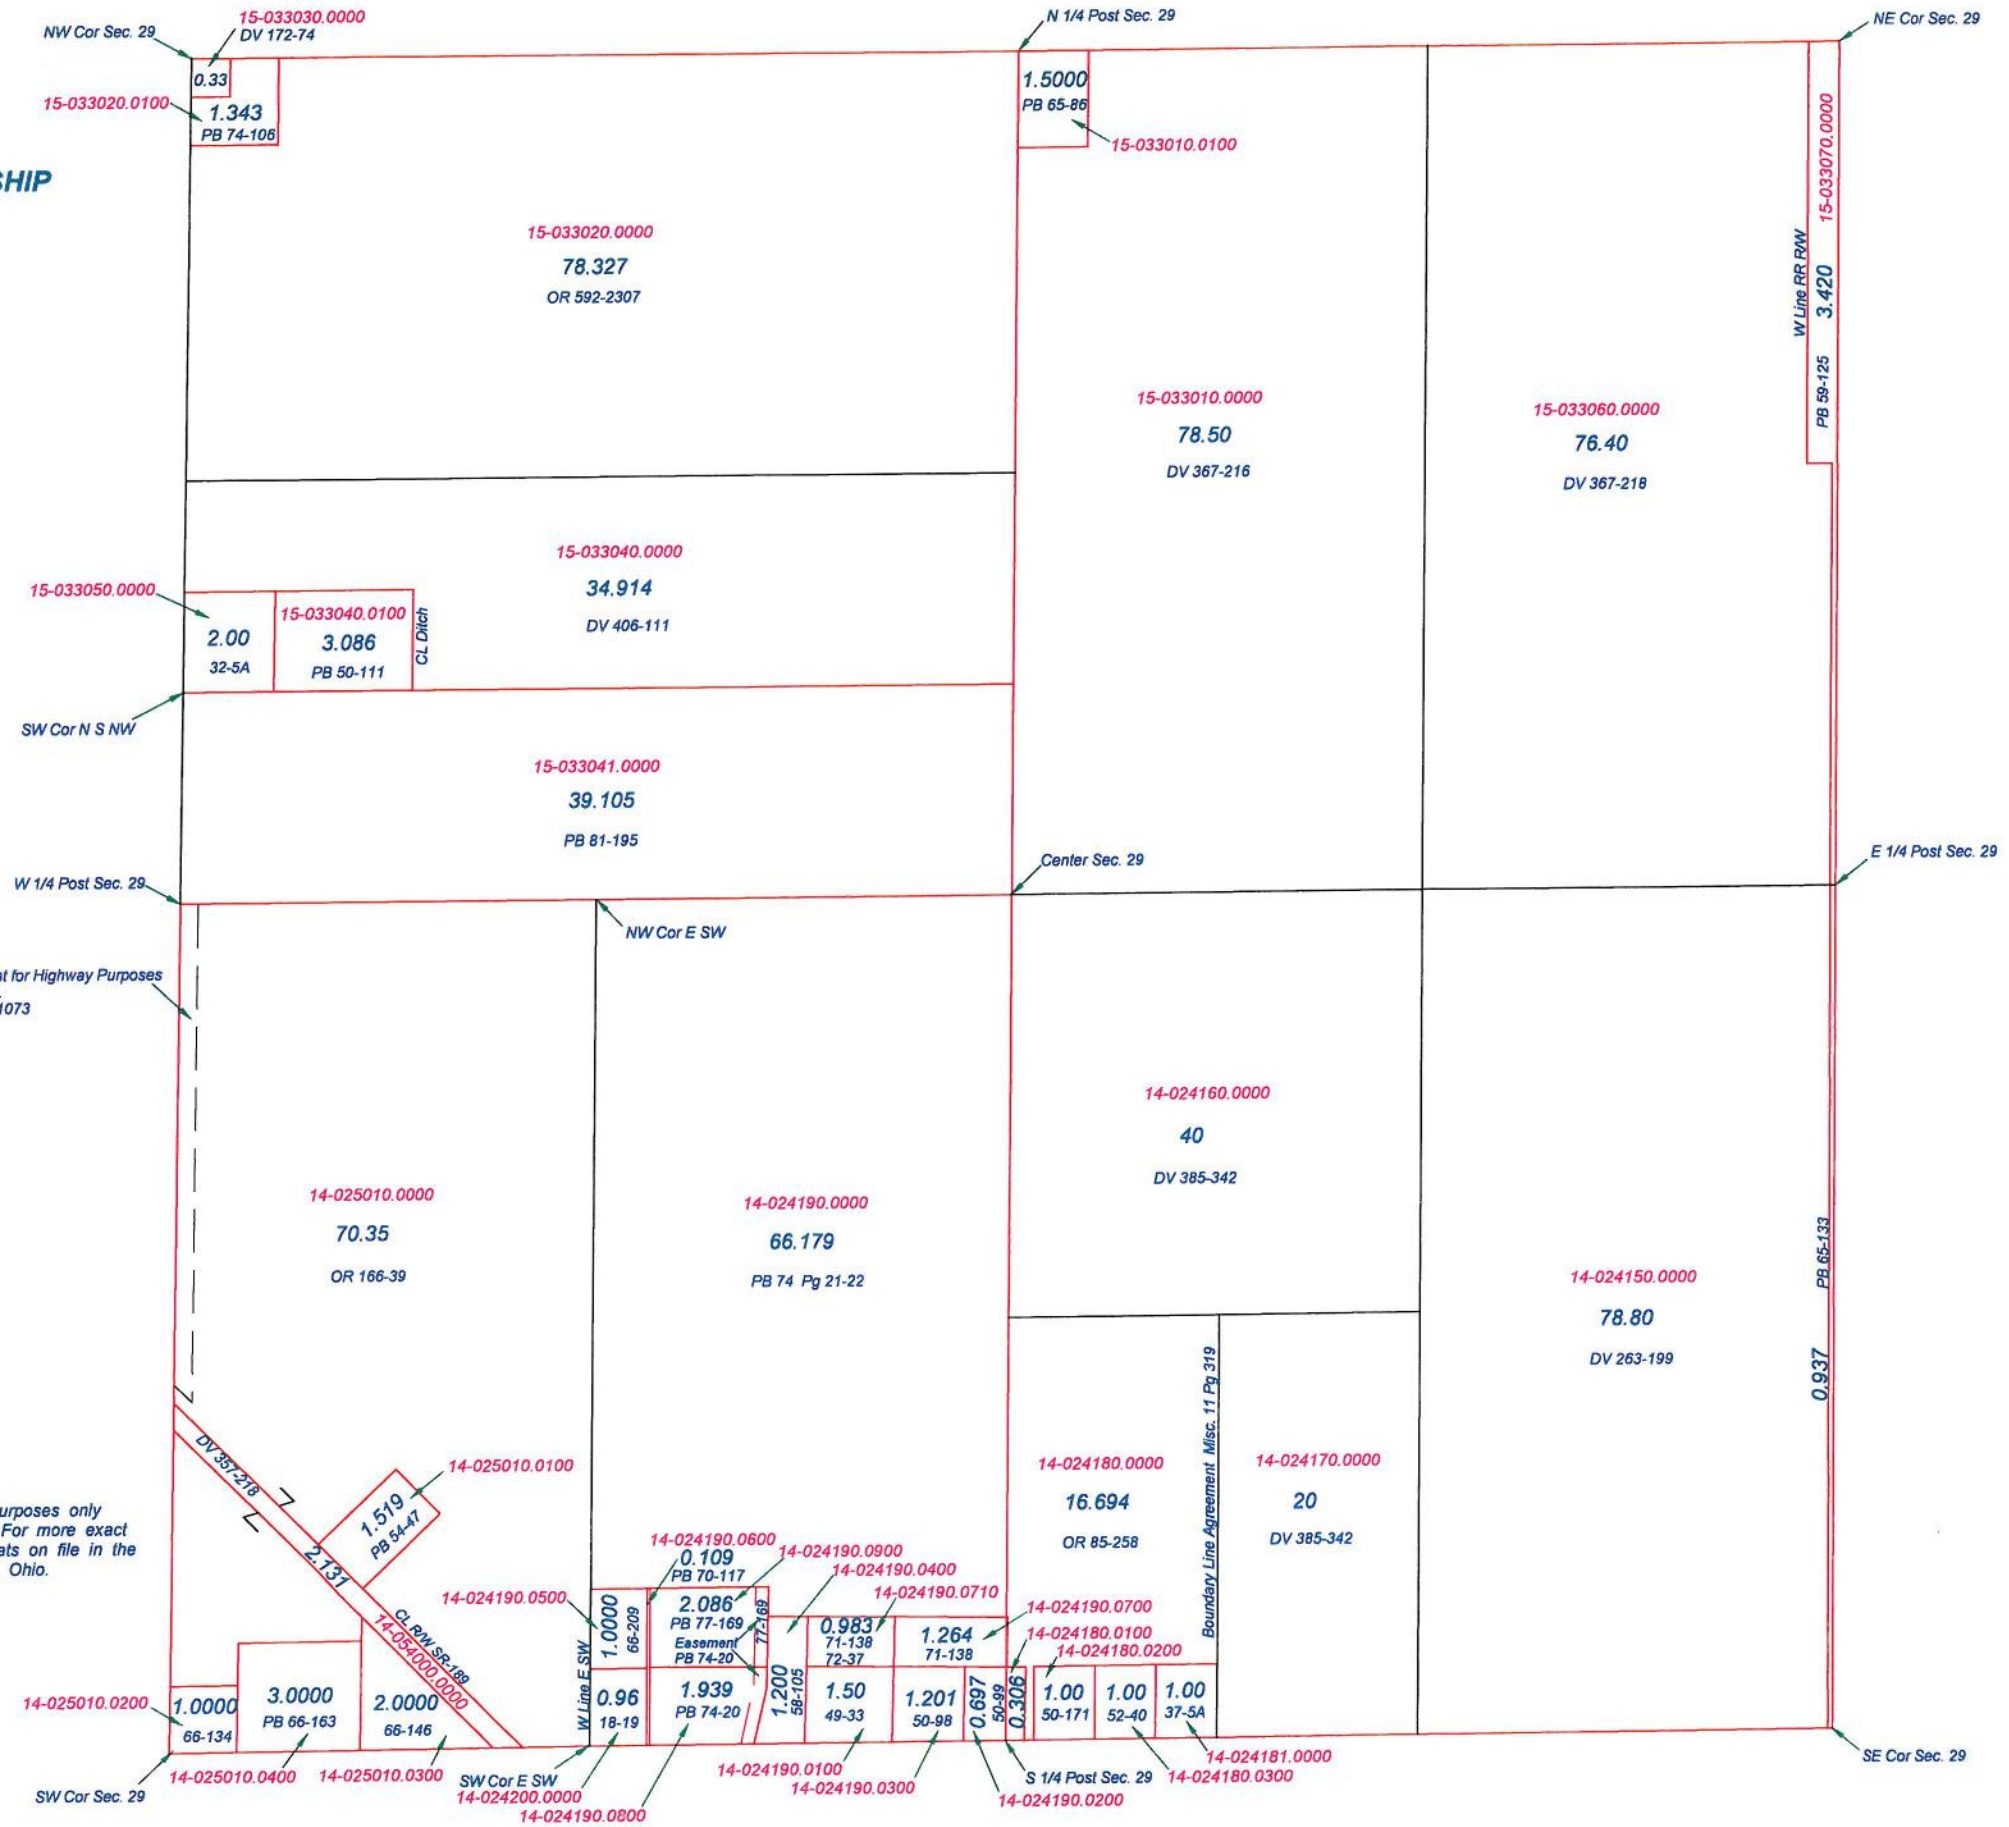 15-033030.0000
DV 172-74
NW Cor Sec. 29
N 1/4 Post Sec. 29
NE Cor Sec. 29
0.33
15-033020.0100
1.343
PB 74-106
1.5000
PB 65-86
15-033010.0100
SHIP
15-033020.0000
78.327
OR 592-2307
15-033070.0000
3.420
W Line RR R/W
PB 59-125
15-033010.0000
78.50
DV 367-216
15-033060.0000
76.40
DV 367-218
15-033040.0000
34.914
DV 406-111
15-033050.0000
2.00
32-5A
15-033040.0100
3.086
PB 50-111
CL Ditch
SW Cor N S NW
15-033041.0000
39.105
PB 81-195
Center Sec. 29
E 1/4 Post Sec. 29
W 1/4 Post Sec. 29
NW Cor E SW
t for Highway Purposes
1073
14-024160.0000
40
DV 385-342
14-025010.0000
70.35
OR 166-39
14-024190.0000
66.179
PB 74 Pg 21-22
14-024150.0000
78.80
DV 263-199
PB 65-133
0.937
Boundary Line Agreement Misc. 11 Pg 319
14-024180.0000
16.694
OR 85-258
14-024170.0000
20
DV 385-342
DV 357-218
14-025010.0100
1.519
PB 54-47
2.131
CL R/W SR-189
14-054000.0000
urposes only
For more exact
ats on file in the
Ohio.
14-024190.0600
0.109
PB 70-117
14-024190.0900
14-024190.0400
14-024190.0710
14-024190.0500
1.0000
66-209
2.086
PB 77-169
Easement
PB 74-20
77-169
0.983
71-138
72-37
1.264
71-138
14-024190.0700
14-024180.0100
14-024180.0200
W Line E SW
14-025010.0200
1.0000
66-134
3.0000
PB 66-163
2.0000
66-146
0.96
18-19
1.939
PB 74-20
1.200
58-105
1.50
49-33
1.201
50-98
0.697
50-99
0.306
1.00
50-171
1.00
52-40
1.00
37-5A
14-024181.0000
14-024180.0300
S 1/4 Post Sec. 29
14-024190.0200
14-024190.0100
14-024190.0300
SE Cor Sec. 29
SW Cor Sec. 29
14-025010.0400
14-025010.0300
SW Cor E SW
14-024200.0000
14-024190.0800